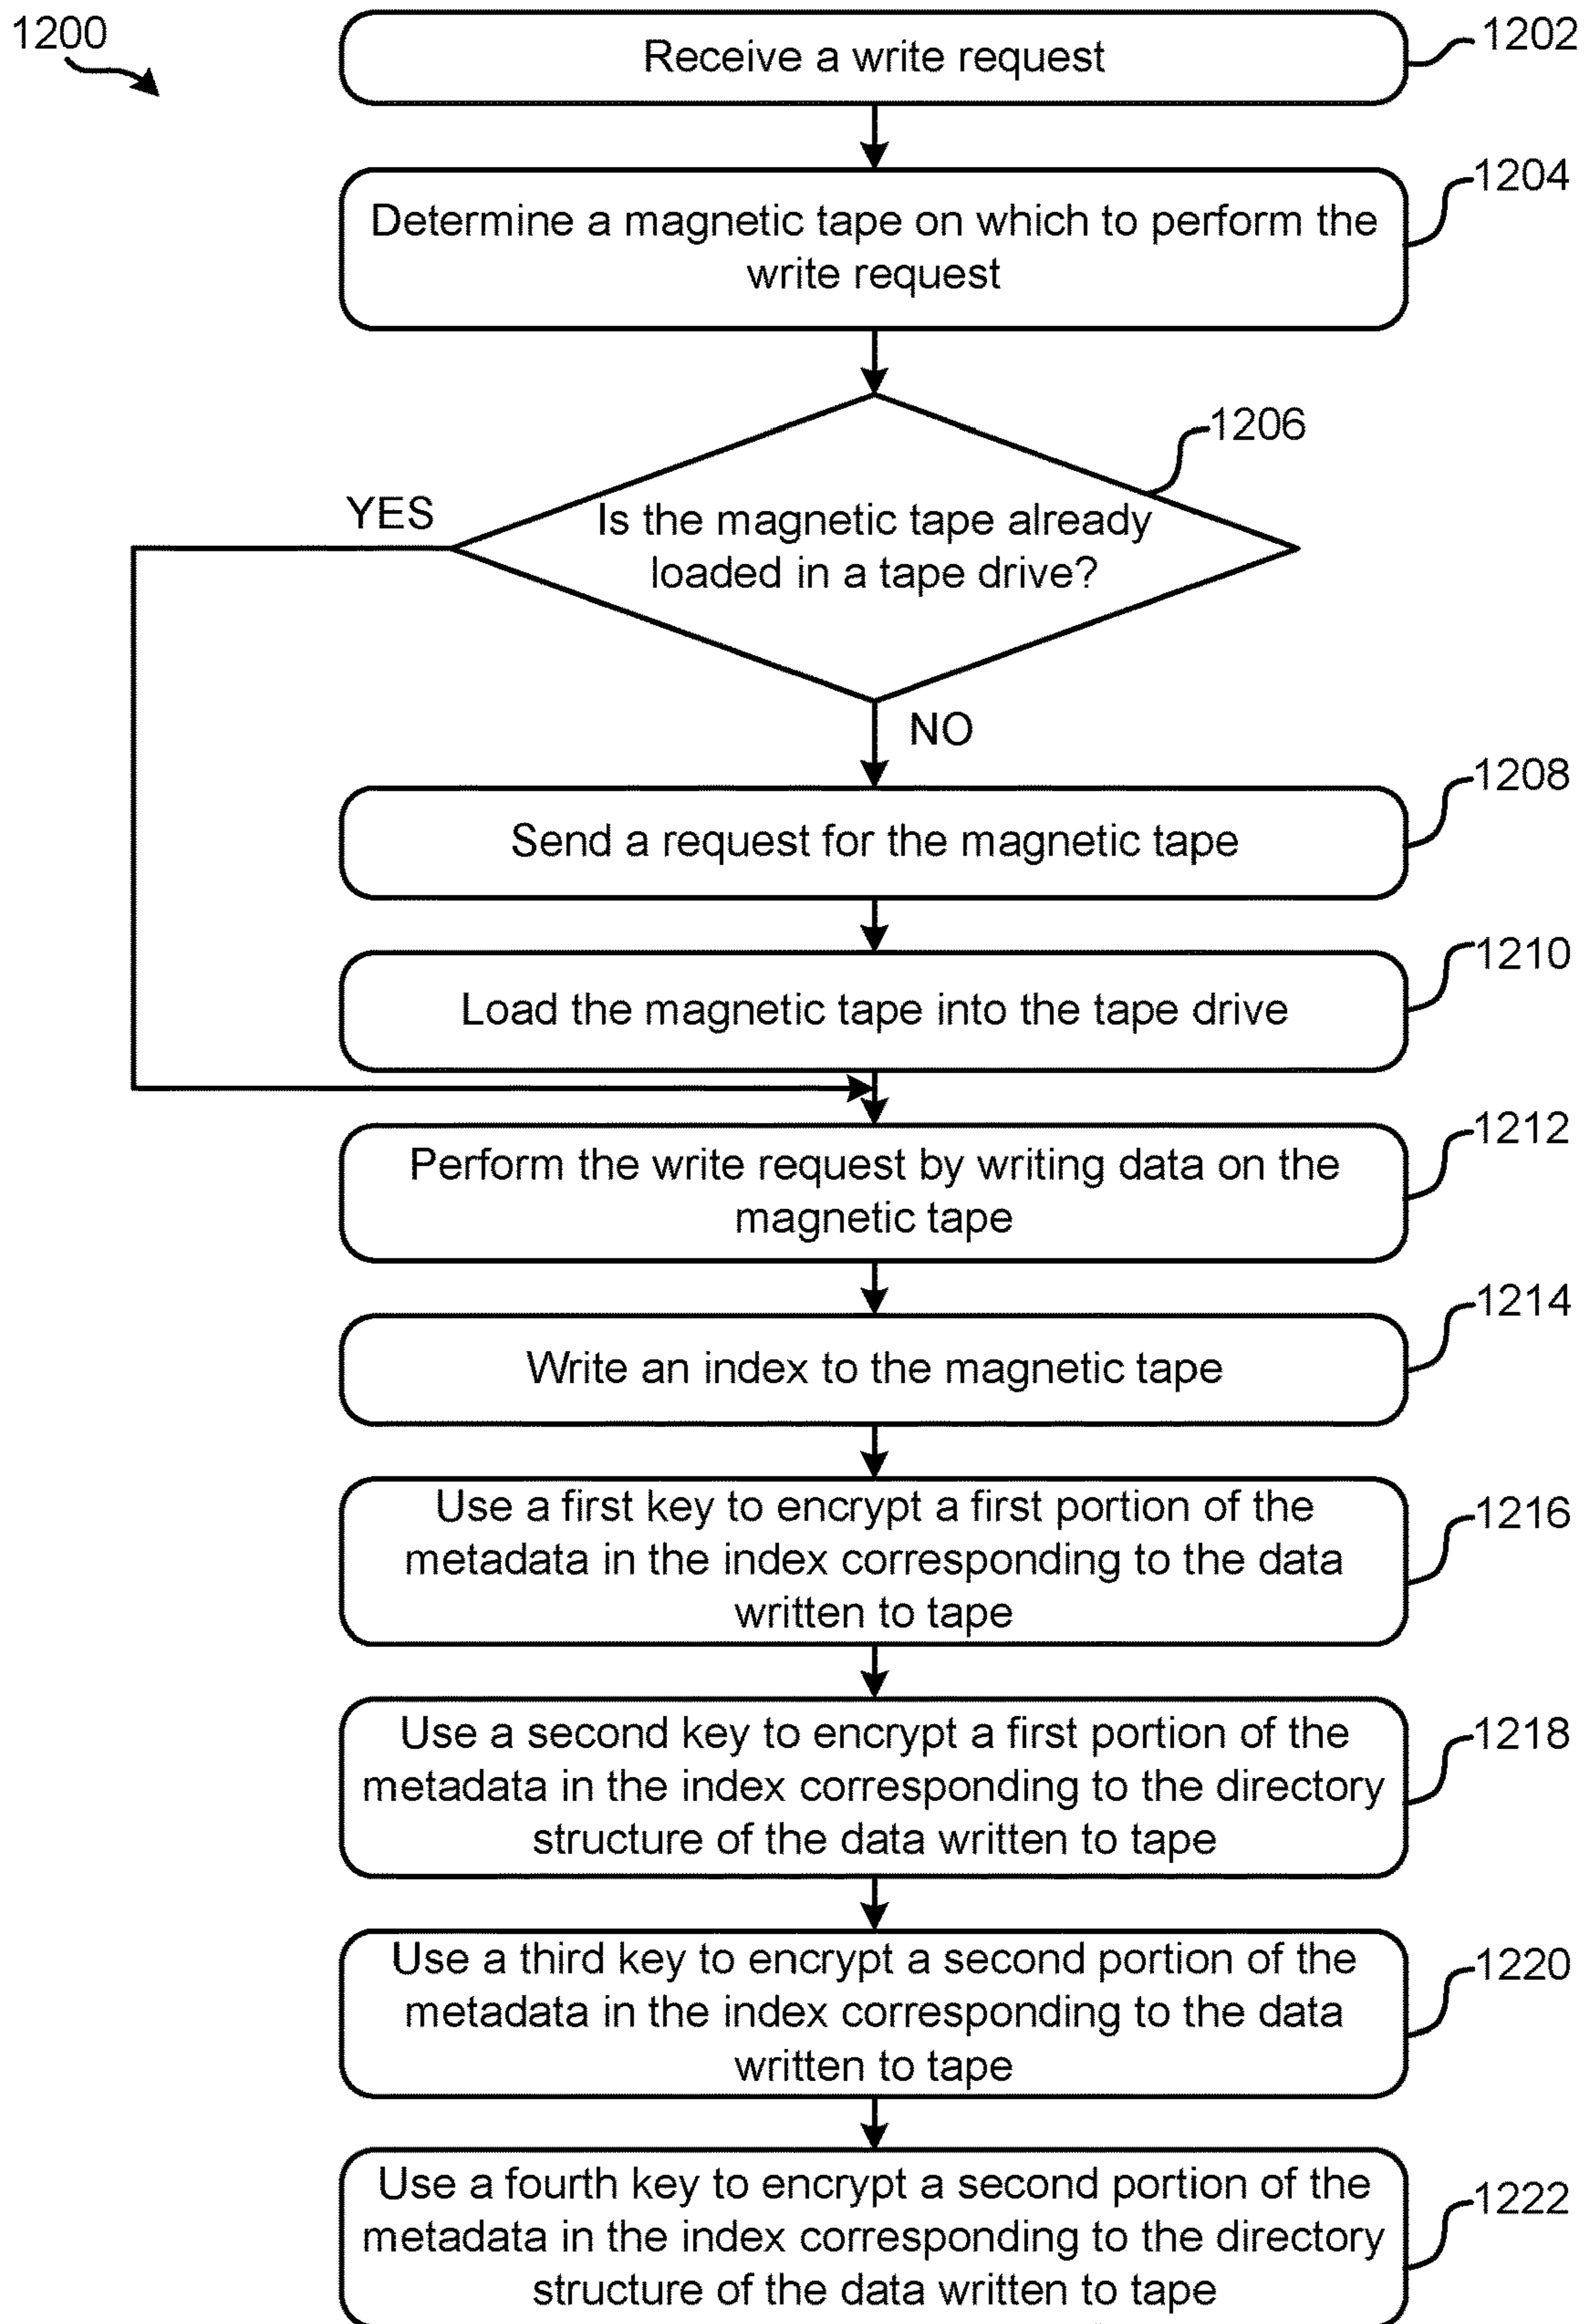 1200
Receive a write request
1202
Determine a magnetic tape on which to perform the
write request
1204
Is the magnetic tape already
loaded in a tape drive?
1206
YES
NO
Send a request for the magnetic tape
1208
Load the magnetic tape into the tape drive
1210
Perform the write request by writing data on the
magnetic tape
1212
Write an index to the magnetic tape
1214
Use a first key to encrypt a first portion of the
metadata in the index corresponding to the data
written to tape
1216
Use a second key to encrypt a first portion of the
metadata in the index corresponding to the directory
structure of the data written to tape
1218
Use a third key to encrypt a second portion of the
metadata in the index corresponding to the data
written to tape
1220
Use a fourth key to encrypt a second portion of the
metadata in the index corresponding to the directory
structure of the data written to tape
1222